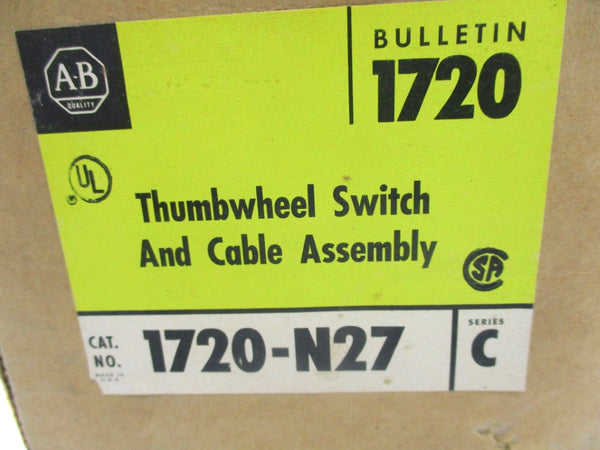 A-B
QUALITY
BULLETIN
1720
UL
®
Thumbwheel Switch
And Cable Assembly
SA
CAT.
NO.
1720-N27
SERIES
C
MADE IN
U.S.A.